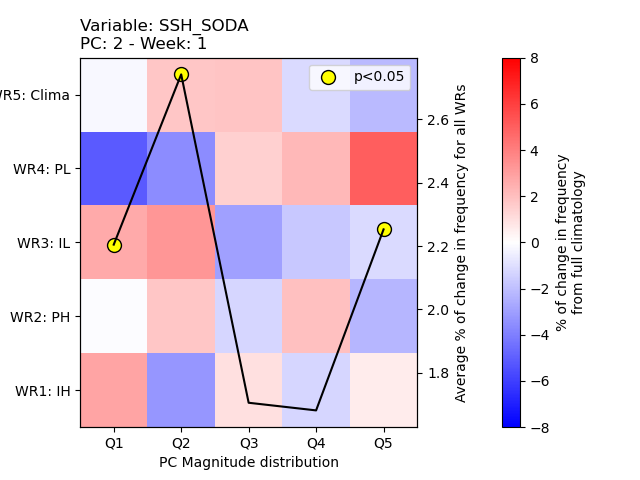 Variable: SSH_SODA
PC: 2 - Week: 1
WR5: Clima
WR4: PL
WR3: IL
WR2: PH
WR1: IH
Q1 Q2 Q3 Q4 Q5
PC Magnitude distribution
p<0.05
2.6
2.4
2.2
2.0
1.8
Average % of change in frequency for all WRs
8
6
4
2
0
−2
−4
−6
−8
% of change in frequency
from full climatology